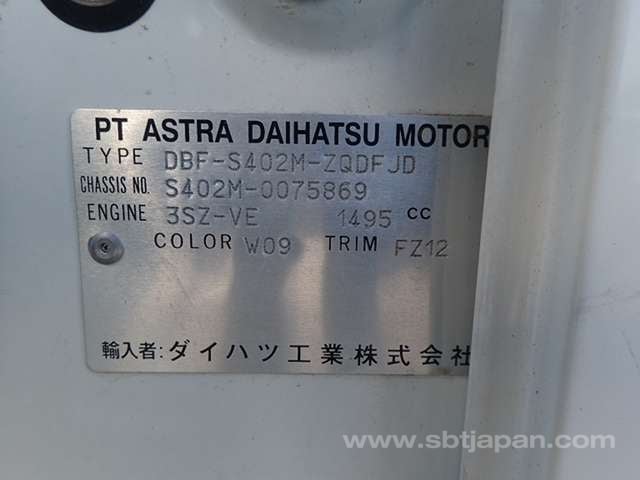 PT ASTRA DAIHATSU MOTOR
TYPE DBF-S402M-ZQDFJD
CHASSIS NO. S402M-0075869
ENGINE 3SZ-VE 1495 CC
COLOR W09 TRIM FZ12
輸入者: ダイハツ工業株式会社
www.sbtjapan.com